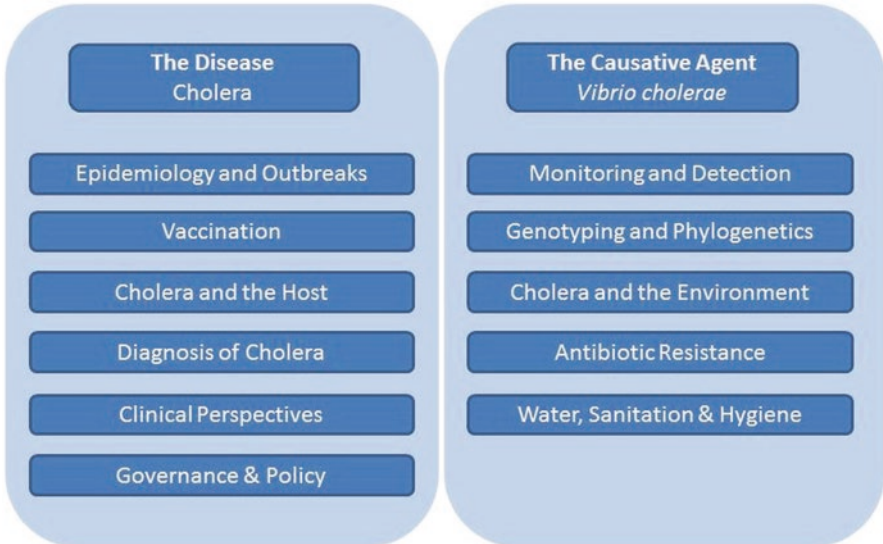 The Disease
Cholera
Epidemiology and Outbreaks
Vaccination
Cholera and the Host
Diagnosis of Cholera
Clinical Perspectives
Governance & Policy
The Causative Agent
Vibrio cholerae
Monitoring and Detection
Genotyping and Phylogenetics
Cholera and the Environment
Antibiotic Resistance
Water, Sanitation & Hygiene